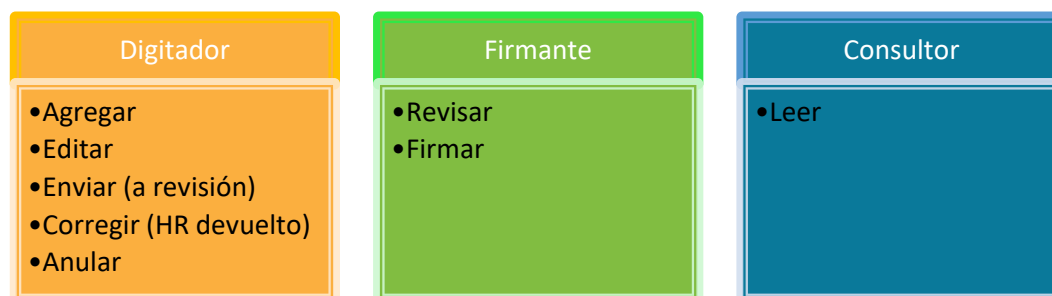 Digitador
•Agregar
•Editar
•Enviar (a revisión)
•Corregir (HR devuelto)
•Anular
Firmante
•Revisar
•Firmar
Consultor
•Leer